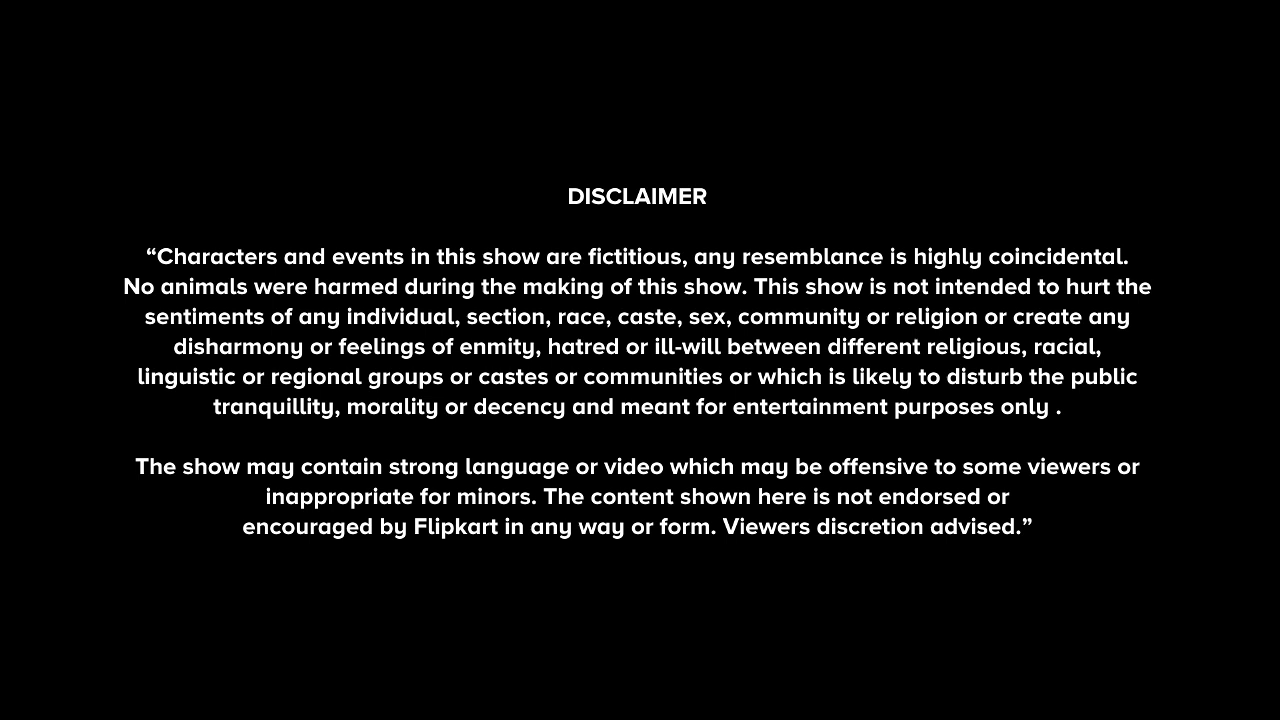 DISCLAIMER
“Characters and events in this show are fictitious, any resemblance is highly coincidental.
No animals were harmed during the making of this show. This show is not intended to hurt the
sentiments of any individual, section, race, caste, sex, community or religion or create any
disharmony or feelings of enmity, hatred or ill-will between different religious, racial,
linguistic or regional groups or castes or communities or which is likely to disturb the public
tranquillity, morality or decency and meant for entertainment purposes only .
The show may contain strong language or video which may be offensive to some viewers or
inappropriate for minors. The content shown here is not endorsed or
encouraged by Flipkart in any way or form. Viewers discretion advised.”